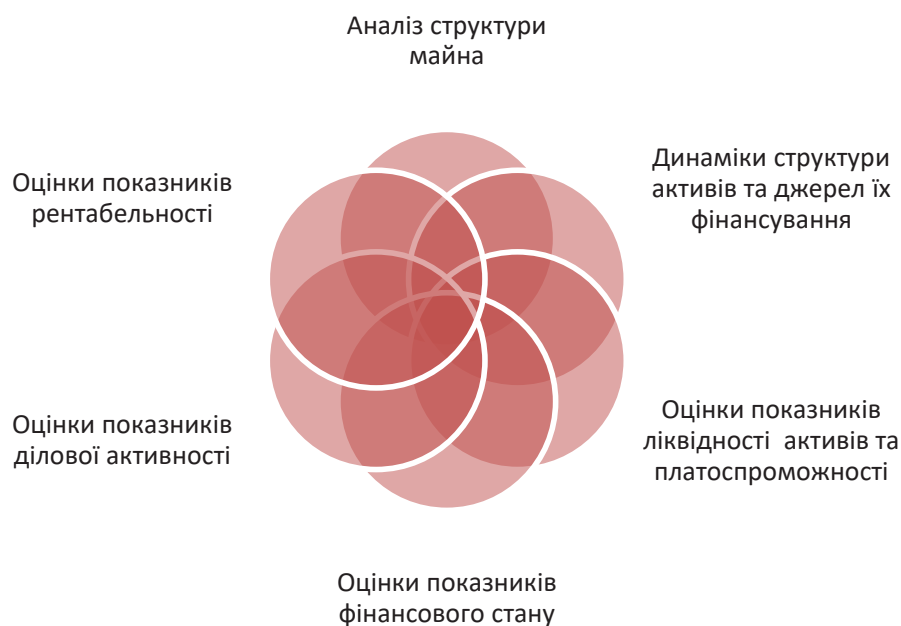 Аналіз структури
майна
Динаміки структури
активів та джерел їх
фінансування
Оцінки показників
ліквідності активів та
платоспроможності
Оцінки показників
фінансового стану
Оцінки показників
ділової активності
Оцінки показників
рентабельності